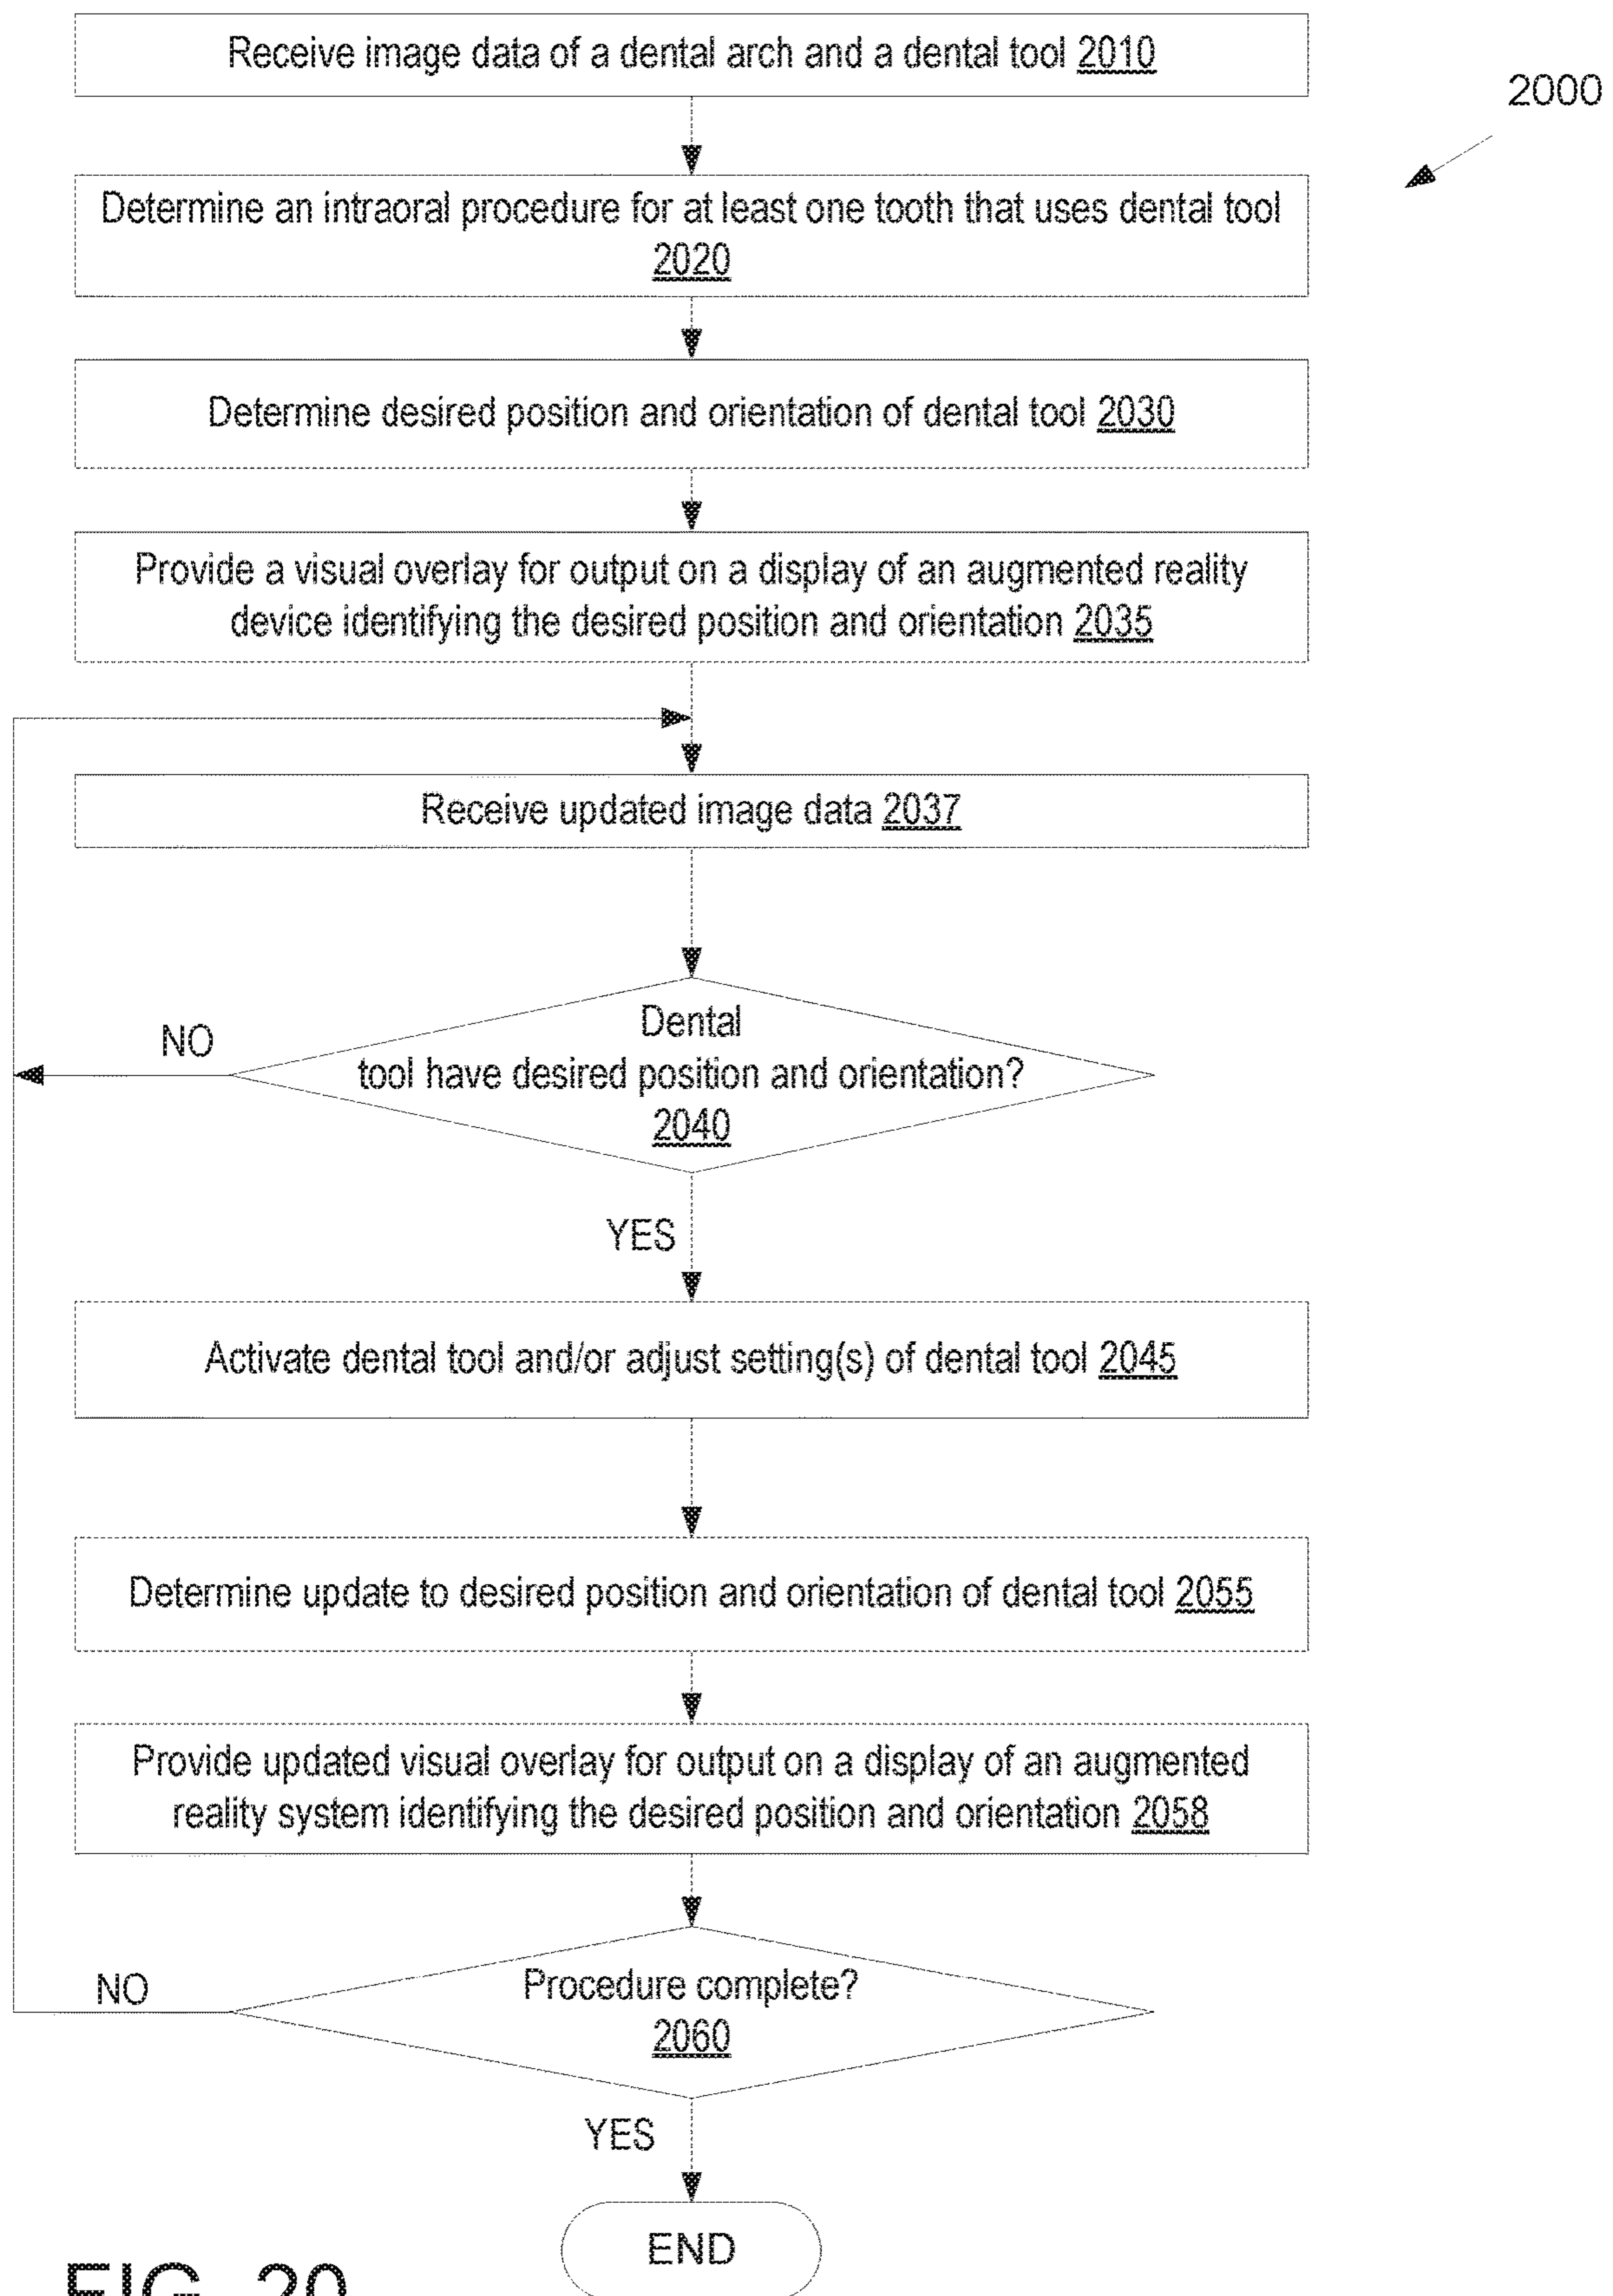 Receive image data of a dental arch and a dental tool 2010
2000
Determine an intraoral procedure for at least one tooth that uses dental tool
2020
Determine desired position and orientation of dental tool 2030
Provide a visual overlay for output on a display of an augmented reality
device identifying the desired position and orientation 2035
Receive updated image data 2037
Dental
tool have desired position and orientation?
2040
NO
YES
Activate dental tool and/or adjust setting(s) of dental tool 2045
Determine update to desired position and orientation of dental tool 2055
Provide updated visual overlay for output on a display of an augmented
reality system identifying the desired position and orientation 2058
Procedure complete?
2060
NO
YES
END
FIG. 20